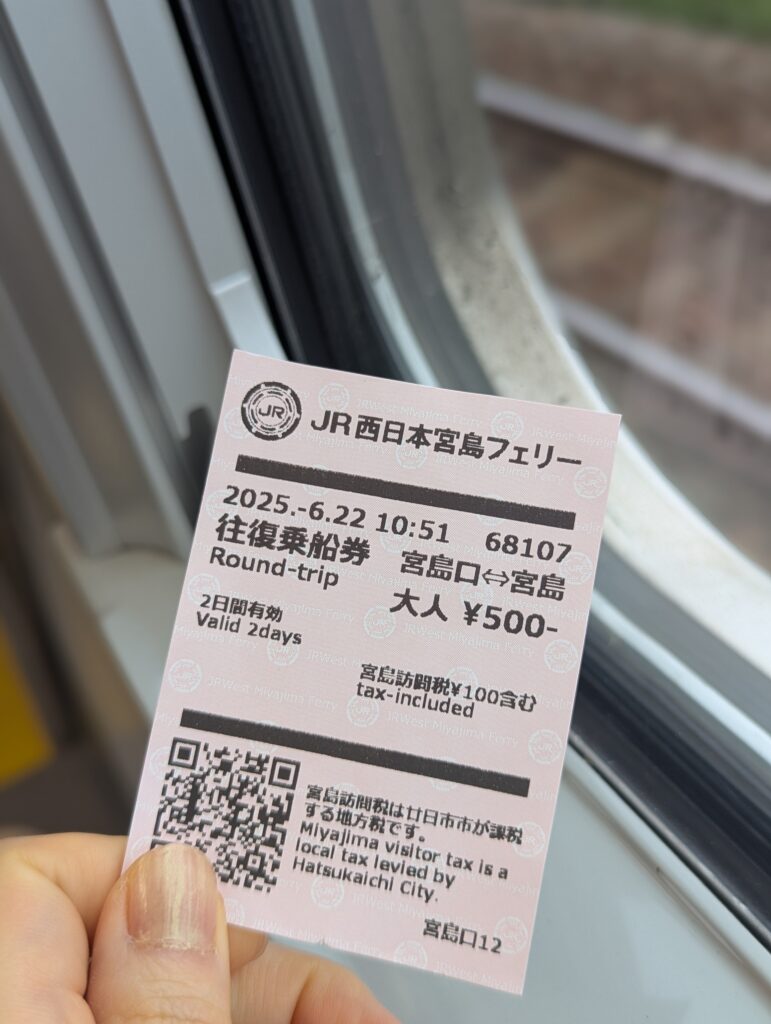 JR
JR西日本宮島フェリー
2025.-6.22 10:51 68107
往復乗船券 宮島口⇔宮島
Round-trip
大人 ¥500-
2日間有効
Valid 2days
宮島訪問税¥100含む
tax-included
宮島訪問税は廿日市市が課税
する地方税です。
Miyajima visitor tax is a
local tax levied by
Hatsukaichi City.
宮島口12